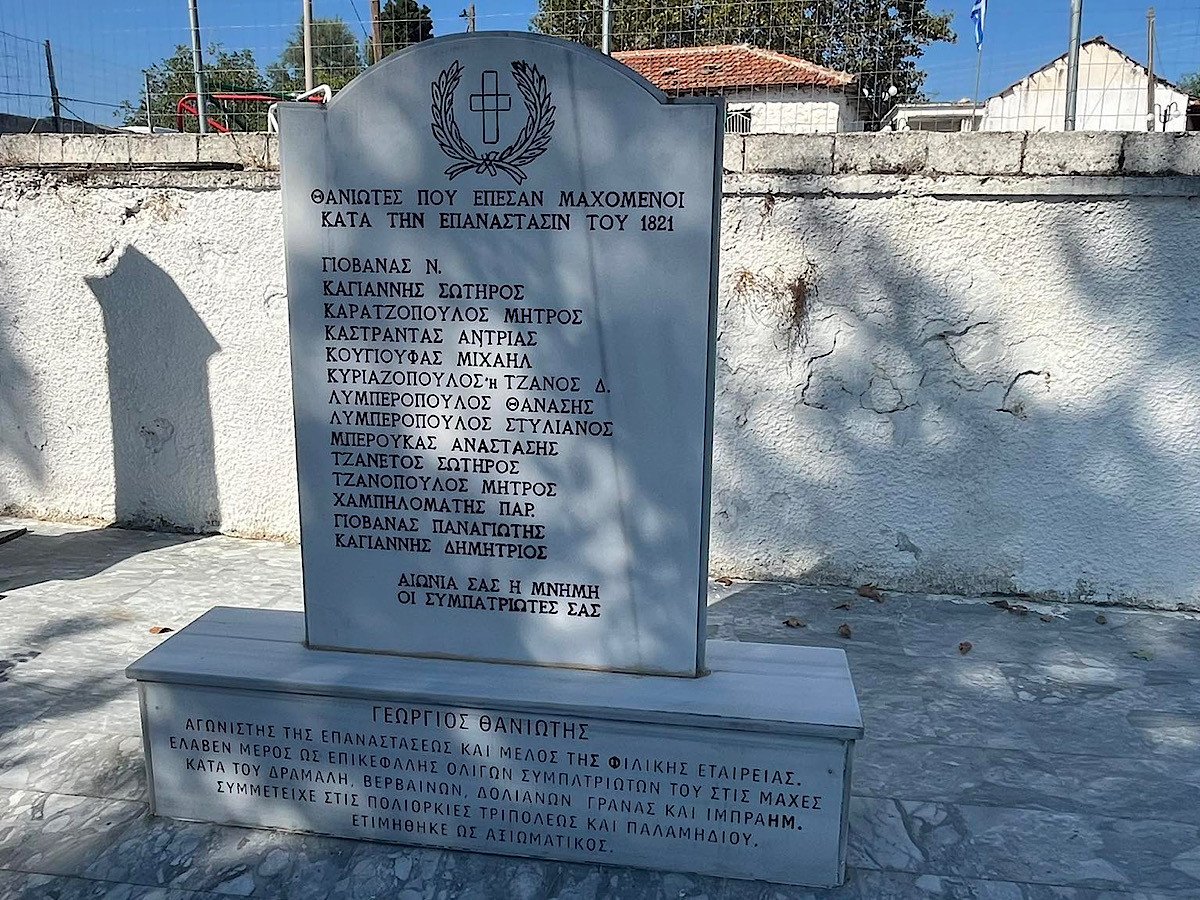 ΘΑΝΙΩΤΕΣ ΠΟΥ ΕΠΕΣΑΝ ΜΑΧΟΜΕΝΟΙ
ΚΑΤΑ ΤΗΝ ΕΠΑΝΑΣΤΑΣΙΝ ΤΟΥ 1821
ΓΙΟΒΑΝΑΣ Ν.
ΚΑΓΙΑΝΝΗΣ ΣΩΤΗΡΟΣ
ΚΑΡΑΤΖΟΠΟΥΛΟΣ ΜΗΤΡΟΣ
ΚΑΣΤΡΑΝΤΑΣ ΑΝΤΡΙΑΣ
ΚΟΥΓΙΟΥΦΑΣ ΜΙΧΑΗΛ
ΚΥΡΙΑΖΟΠΟΥΛΟΣ ή ΤΖΑΝΟΣ Δ.
ΛΥΜΠΕΡΟΠΟΥΛΟΣ ΘΑΝΑΣΗΣ
ΛΥΜΠΕΡΟΠΟΥΛΟΣ ΣΤΥΛΙΑΝΟΣ
ΜΠΕΡΟΥΚΑΣ ΑΝΑΣΤΑΣΗΣ
ΤΖΑΝΕΤΟΣ ΣΩΤΗΡΟΣ
ΤΖΑΝΟΠΟΥΛΟΣ ΜΗΤΡΟΣ
ΧΑΜΠΗΛΟΜΑΤΗΣ ΠΑΡ.
ΓΙΟΒΑΝΑΣ ΠΑΝΑΓΙΩΤΗΣ
ΚΑΓΙΑΝΝΗΣ ΔΗΜΗΤΡΙΟΣ
ΑΙΩΝΙΑ ΣΑΣ Η ΜΝΗΜΗ
ΟΙ ΣΥΜΠΑΤΡΙΩΤΕΣ ΣΑΣ
ΓΕΩΡΓΙΟΣ ΘΑΝΙΩΤΗΣ
ΑΓΩΝΙΣΤΗΣ ΤΗΣ ΕΠΑΝΑΣΤΑΣΕΩΣ ΚΑΙ ΜΕΛΟΣ ΤΗΣ ΦΙΛΙΚΗΣ ΕΤΑΙΡΕΙΑΣ.
ΕΛΑΒΕΝ ΜΕΡΟΣ ΩΣ ΕΠΙΚΕΦΑΛΗΣ ΟΛΙΓΩΝ ΣΥΜΠΑΤΡΙΩΤΩΝ ΤΟΥ ΣΤΙΣ ΜΑΧΕΣ
ΚΑΤΑ ΤΟΥ ΔΡΑΜΑΛΗ, ΒΕΡΒΑΙΝΩΝ, ΔΟΛΙΑΝΩΝ ΓΡΑΝΑΣ ΚΑΙ ΙΜΠΡΑΗΜ.
ΣΥΜΜΕΤΕΙΧΕ ΣΤΙΣ ΠΟΛΙΟΡΚΙΕΣ ΤΡΙΠΟΛΕΩΣ ΚΑΙ ΠΑΛΑΜΗΔΙΟΥ.
ΕΤΙΜΗΘΗΚΕ ΩΣ ΑΞΙΩΜΑΤΙΚΟΣ.